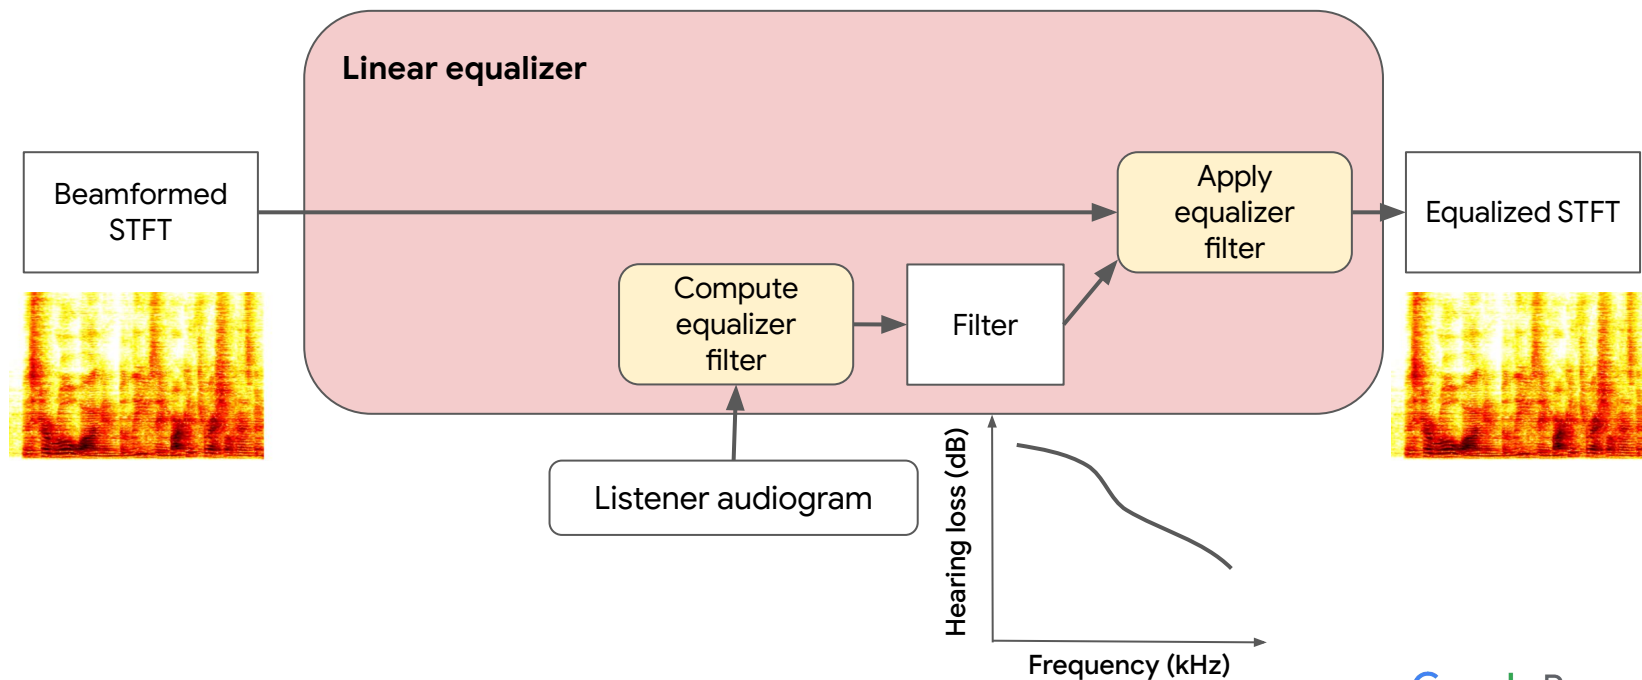 Linear equalizer
Beamformed
STFT
Apply
equalizer
filter
Equalized STFT
Compute
equalizer
filter
Filter
Listener audiogram
Hearing loss (dB)
Frequency (kHz)